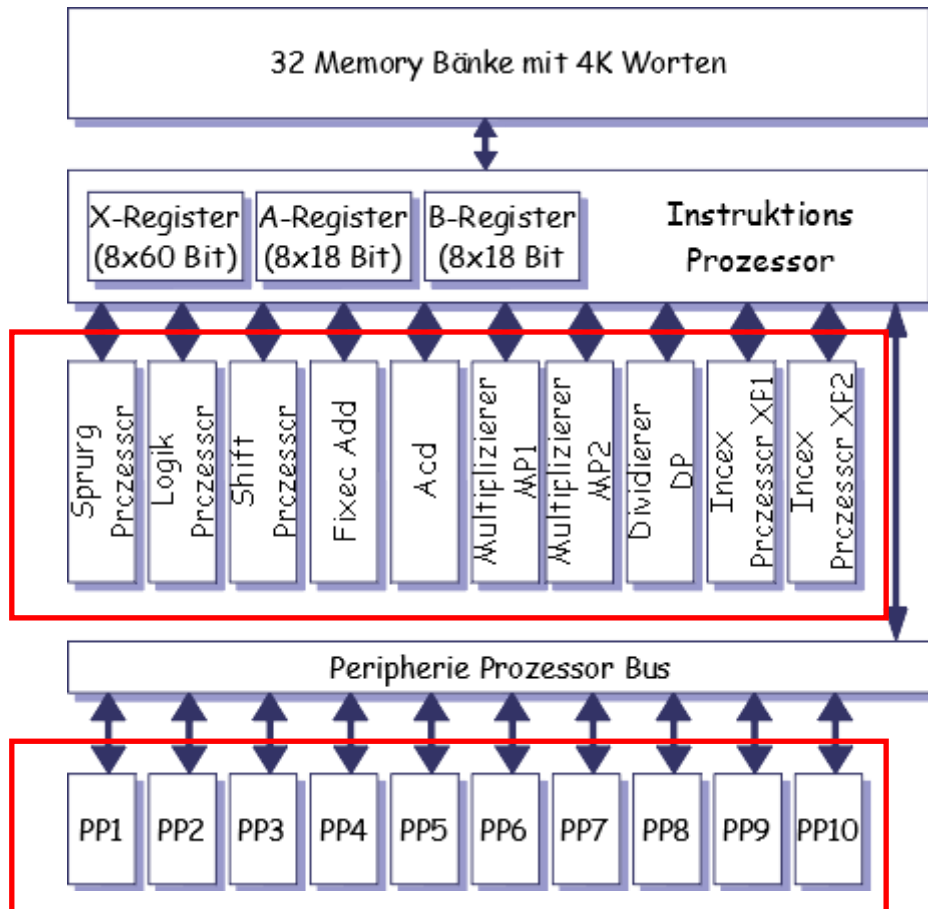 32 Memory Bänke mit 4K Worten
X-Register
(8x60 Bit)
A-Register
(8x18 Bit)
B-Register
(8x18 Bit
Instruktions
Prozessor
Sprurg
Prczesscr
Logik
Prczesscr
Shift
Prczesscr
Fixec Add
Acd
Multiplizierer
MP1
Multiplizierer
MP2
Dividierer
DP
Incex
Prczesscr XF1
Incex
Prczesscr XF2
Peripherie Prozessor Bus
PP1
PP2
PP3
PP4
PP5
PP6
PP7
PP8
PP9
PP10